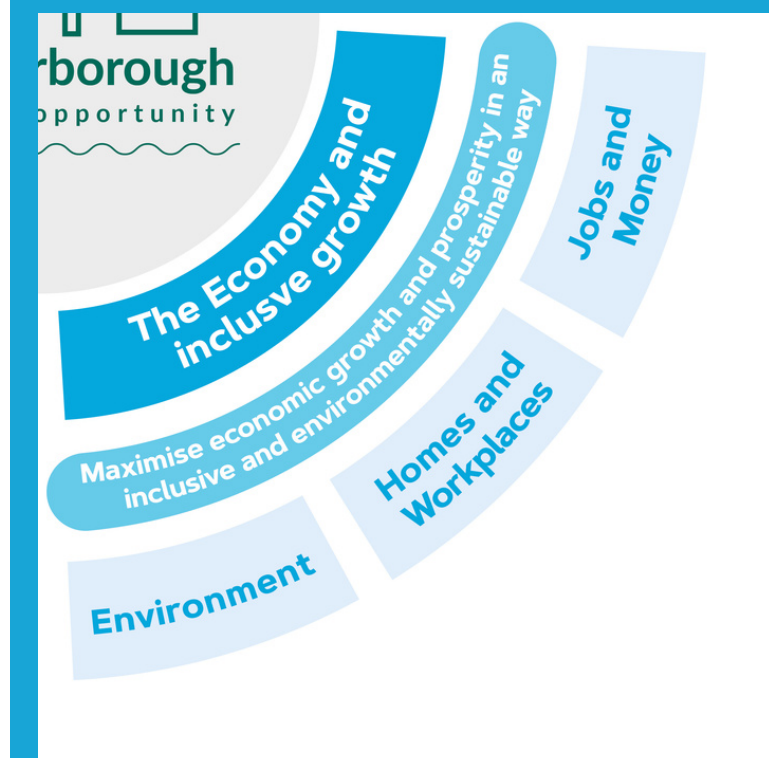 rborough
opportunity
The Economy and
inclusve growth
Maximise economic growth and prosperity in an
inclusive and environmentally sustainable way
Jobs and
Money
Homes and
Workplaces
Environment